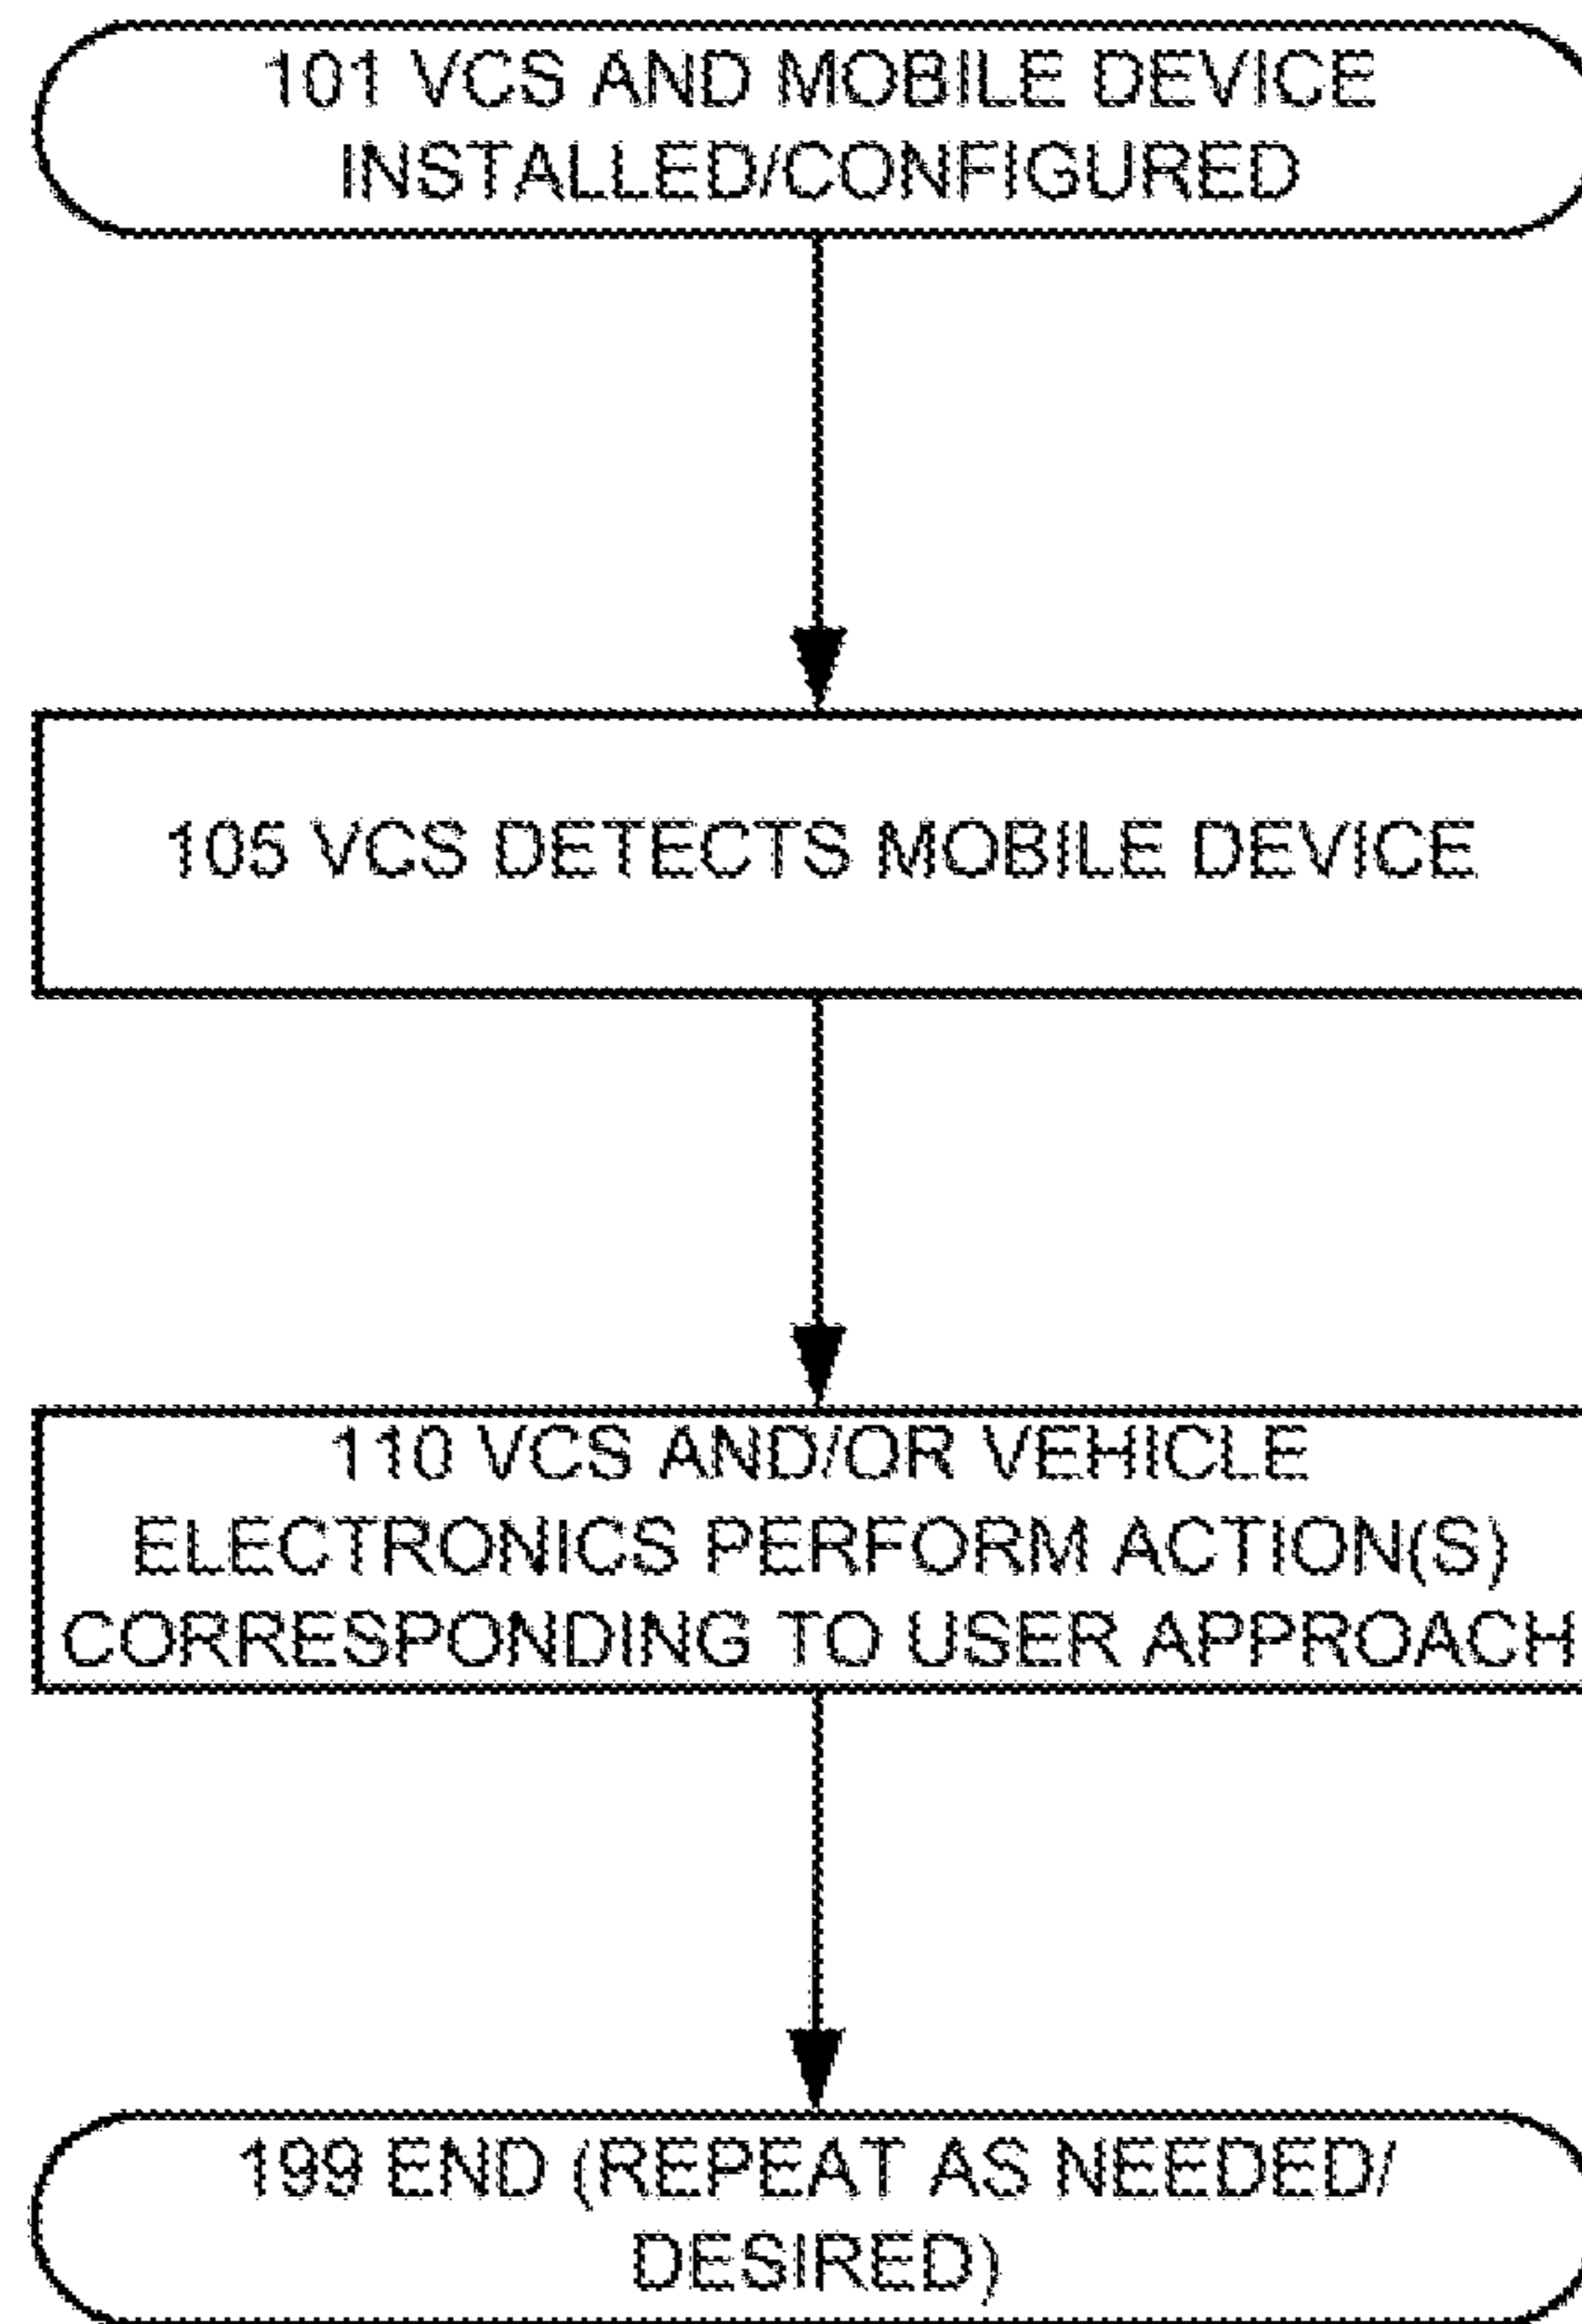 101 VCS AND MOBILE DEVICE
INSTALLED/CONFIGURED
105 VCS DETECTS MOBILE DEVICE
110 VCS AND/OR VEHICLE
ELECTRONICS PERFORM ACTION(S)
CORRESPONDING TO USER APPROACH
199 END (REPEAT AS NEEDED/
DESIRED)